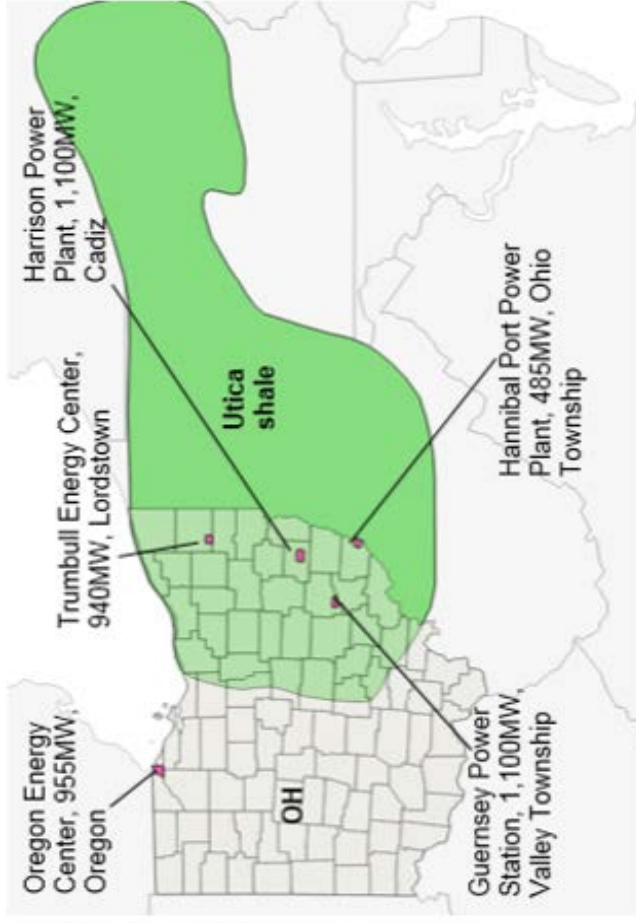 Oregon Energy
Center, 955MW,
Oregon
Trumbull Energy Center,
940MW, Lordstown
Harrison Power
Plant, 1,100MW,
Cadiz
Utica
shale
OH
Guernsey Power
Station, 1,100MW,
Valley Township
Hannibal Port Power
Plant, 485MW, Ohio
Township